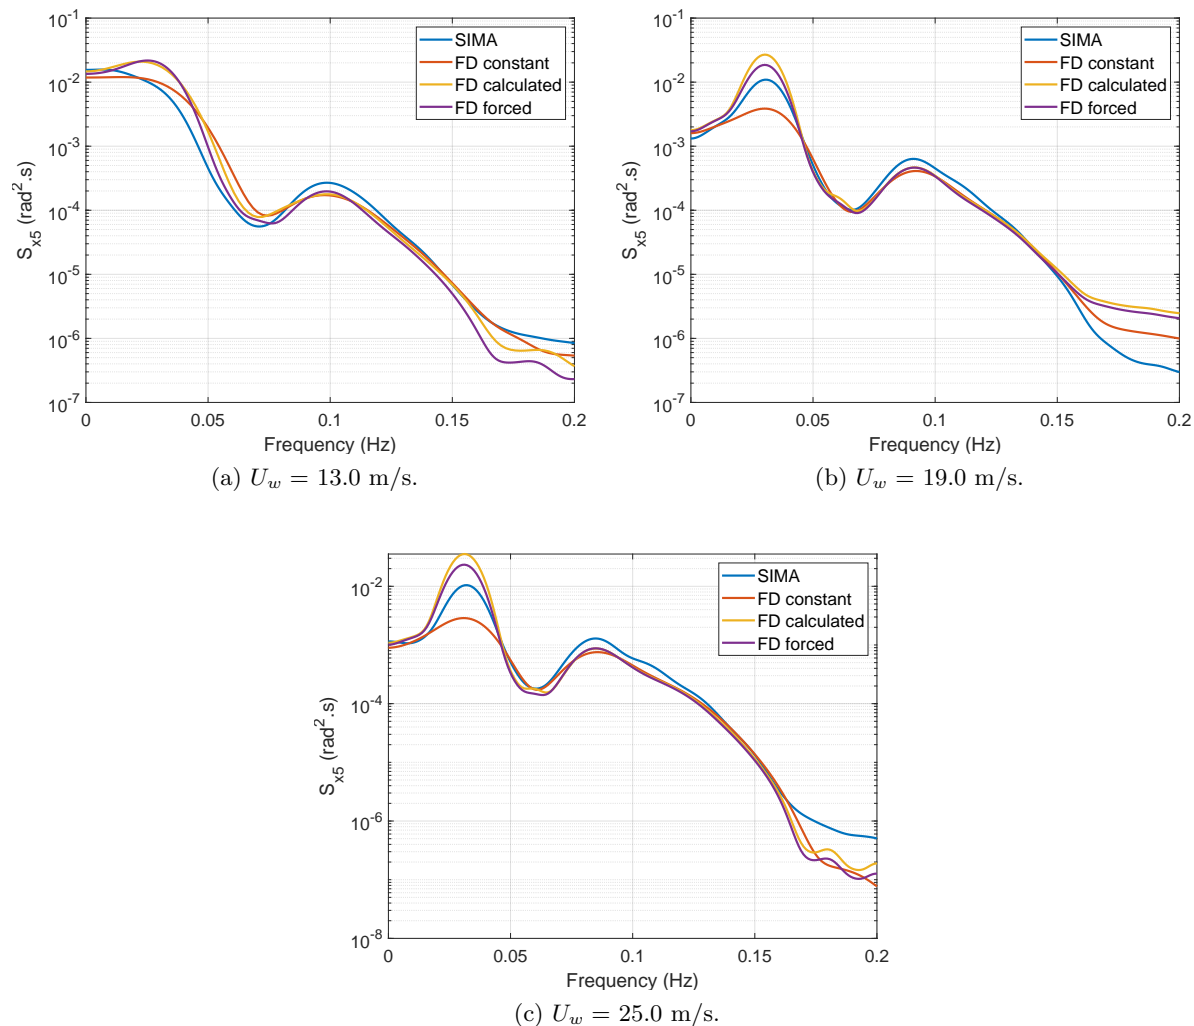 SIMA
FD constant
FD calculated
FD forced
10^-1
10^-2
10^-3
10^-4
10^-5
10^-6
10^-7
S_x5 (rad^2.s)
0 0.05 0.1 0.15 0.2
Frequency (Hz)
(a) U_w = 13.0 m/s.
SIMA
FD constant
FD calculated
FD forced
10^-1
10^-2
10^-3
10^-4
10^-5
10^-6
10^-7
S_x5 (rad^2.s)
0 0.05 0.1 0.15 0.2
Frequency (Hz)
(b) U_w = 19.0 m/s.
SIMA
FD constant
FD calculated
FD forced
10^-2
10^-4
10^-6
10^-8
S_x5 (rad^2.s)
0 0.05 0.1 0.15 0.2
Frequency (Hz)
(c) U_w = 25.0 m/s.